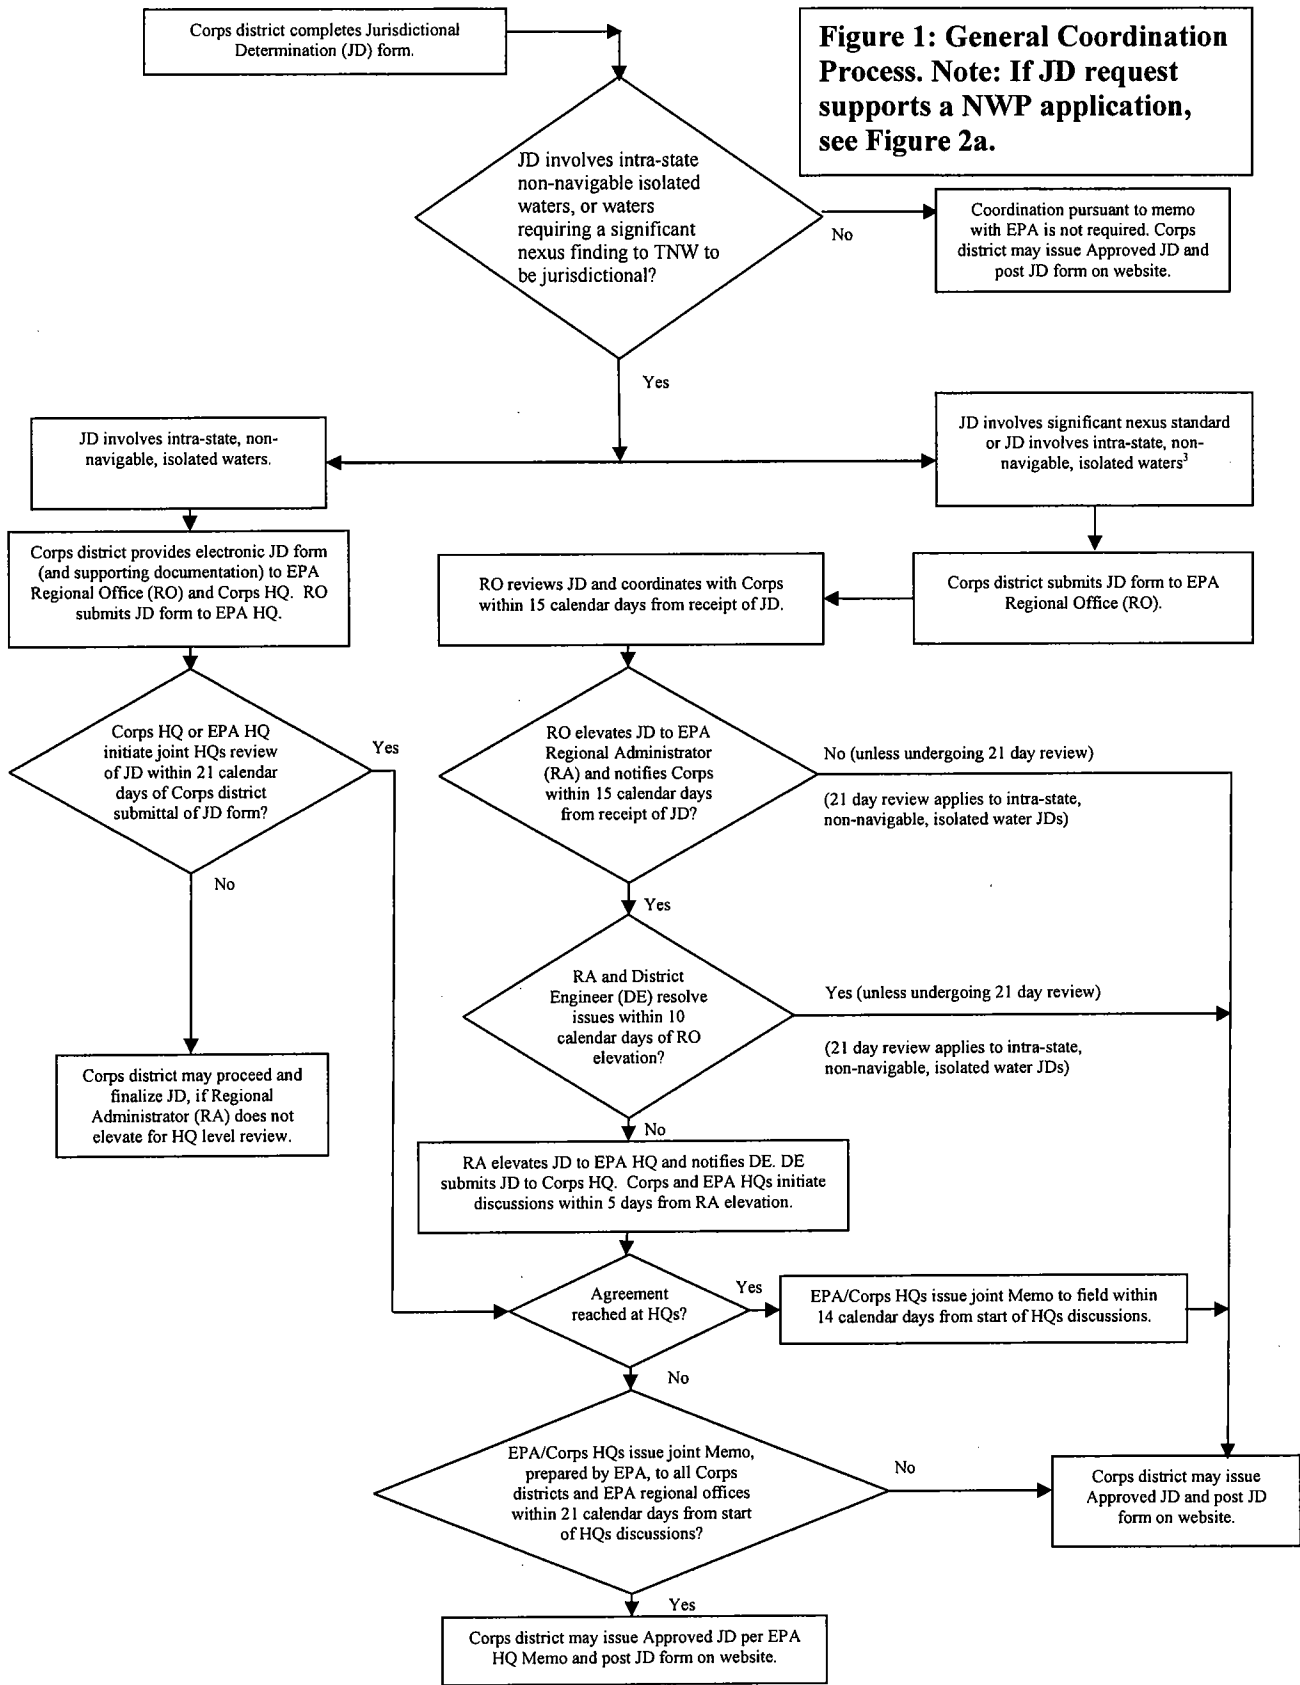 Corps district completes Jurisdictional
Determination (JD) form.
Figure 1: General Coordination
Process. Note: If JD request
supports a NWP application,
see Figure 2a.
JD involves intra-state
non-navigable isolated
waters, or waters
requiring a significant
nexus finding to TNW to
be jurisdictional?
No
Coordination pursuant to memo
with EPA is not required. Corps
district may issue Approved JD and
post JD form on website.
Yes
JD involves intra-state, non-
navigable, isolated waters.
JD involves significant nexus standard
or JD involves intra-state, non-
navigable, isolated waters³
Corps district provides electronic JD form
(and supporting documentation) to EPA
Regional Office (RO) and Corps HQ. RO
submits JD form to EPA HQ.
RO reviews JD and coordinates with Corps
within 15 calendar days from receipt of JD.
Corps district submits JD form to EPA
Regional Office (RO).
Corps HQ or EPA HQ
initiate joint HQs review
of JD within 21 calendar
days of Corps district
submittal of JD form?
Yes
No
RO elevates JD to EPA
Regional Administrator
(RA) and notifies Corps
within 15 calendar days
from receipt of JD?
No (unless undergoing 21 day review)
(21 day review applies to intra-state,
non-navigable, isolated water JDs)
Yes
RA and District
Engineer (DE) resolve
issues within 10
calendar days of RO
elevation?
Yes (unless undergoing 21 day review)
(21 day review applies to intra-state,
non-navigable, isolated water JDs)
Corps district may proceed and
finalize JD, if Regional
Administrator (RA) does not
elevate for HQ level review.
No
RA elevates JD to EPA HQ and notifies DE. DE
submits JD to Corps HQ. Corps and EPA HQs initiate
discussions within 5 days from RA elevation.
Agreement
reached at HQs?
Yes
EPA/Corps HQs issue joint Memo to field within
14 calendar days from start of HQs discussions.
No
EPA/Corps HQs issue joint Memo,
prepared by EPA, to all Corps
districts and EPA regional offices
within 21 calendar days from start
of HQs discussions?
No
Corps district may issue
Approved JD and post JD
form on website.
Yes
Corps district may issue Approved JD per EPA
HQ Memo and post JD form on website.